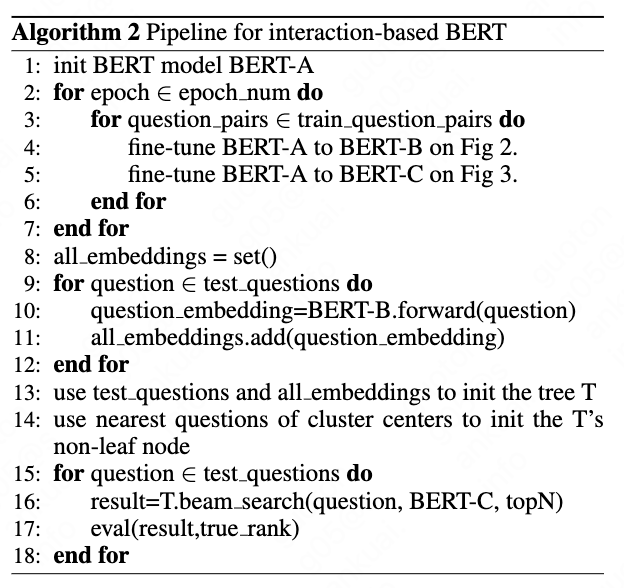 Algorithm 2 Pipeline for interaction-based BERT
1: init BERT model BERT-A
2: for epoch ∈ epoch_num do
3: for question_pairs ∈ train_question_pairs do
4: fine-tune BERT-A to BERT-B on Fig 2.
5: fine-tune BERT-A to BERT-C on Fig 3.
6: end for
7: end for
8: all_embeddings = set()
9: for question ∈ test_questions do
10: question_embedding=BERT-B.forward(question)
11: all_embeddings.add(question_embedding)
12: end for
13: use test_questions and all_embeddings to init the tree T
14: use nearest questions of cluster centers to init the T's
non-leaf node
15: for question ∈ test_questions do
16: result=T.beam_search(question, BERT-C, topN)
17: eval(result,true_rank)
18: end for